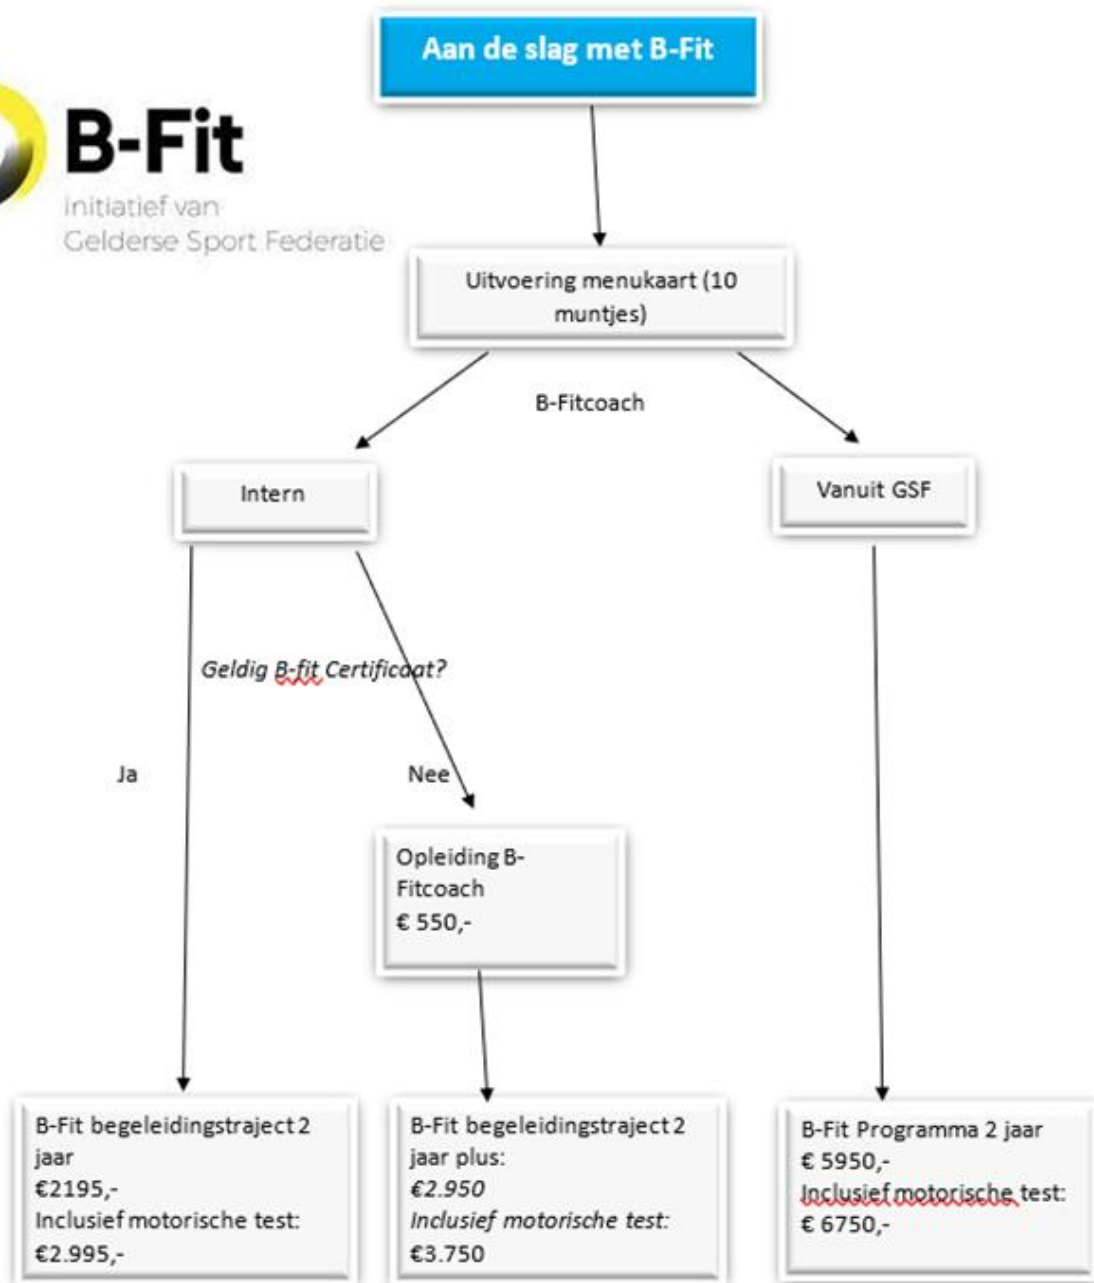 Aan de slag met B-Fit
B-Fit
initiatief van
Gelderse Sport Federatie
Uitvoering menukaart (10
muntjes)
B-Fitcoach
Intern
Vanuit GSF
Geldig B-fit Certificaat?
Ja
Nee
Opleiding B-
Fitcoach
€ 550,-
B-Fit begeleidingstraject 2
jaar
€2195,-
Inclusief motorische test:
€2.995,-
B-Fit begeleidingstraject 2
jaar plus:
€2.950
Inclusief motorische test:
€3.750
B-Fit Programma 2 jaar
€ 5950,-
Inclusief motorische test:
€ 6750,-